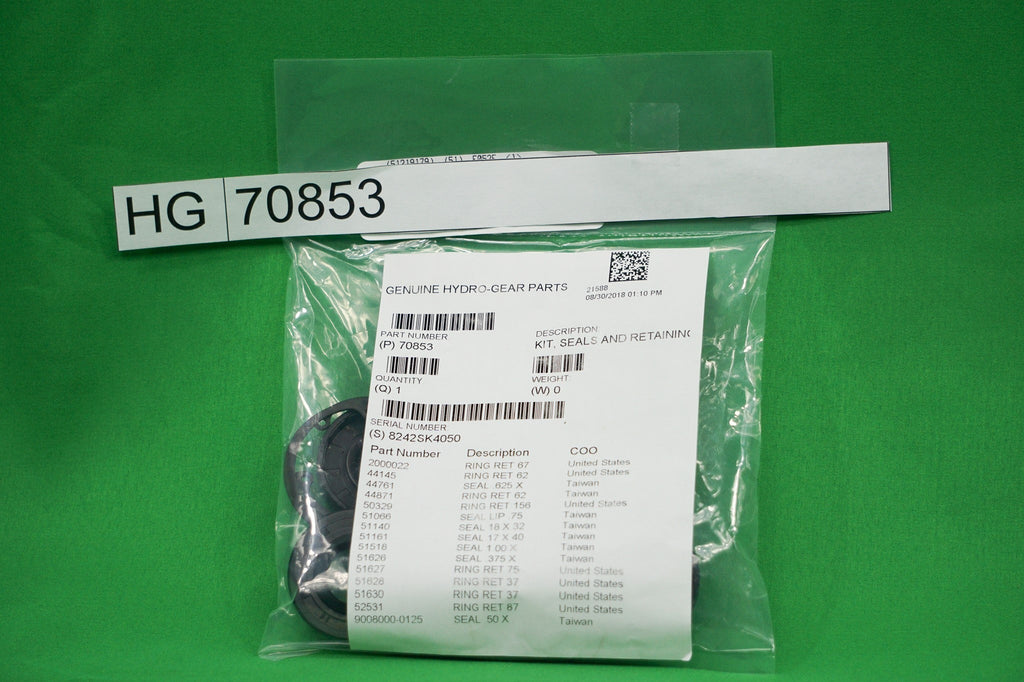 HG 70853
GENUINE HYDRO-GEAR PARTS
21588
08/30/2018 01:10 PM
PART NUMBER
(P) 70853
DESCRIPTION:
KIT, SEALS AND RETAINING
QUANTITY
(Q) 1
WEIGHT:
(W) 0
SERIAL NUMBER
(S) 8242SK4050
Part Number Description COO
2000022 RING RET 67 United States
44145 RING RET 62 United States
44761 SEAL .625 X Taiwan
44871 RING RET 62 Taiwan
50329 RING RET 156 United States
51066 SEAL LIP .75 Taiwan
51140 SEAL 18 X 32 Taiwan
51161 SEAL 17 X 40 Taiwan
51518 SEAL 1.00 X Taiwan
51626 SEAL .375 X Taiwan
51627 RING RET 75 United States
51628 RING RET 37 United States
51630 RING RET 37 United States
52531 RING RET 87 United States
9008000-0125 SEAL .50 X Taiwan